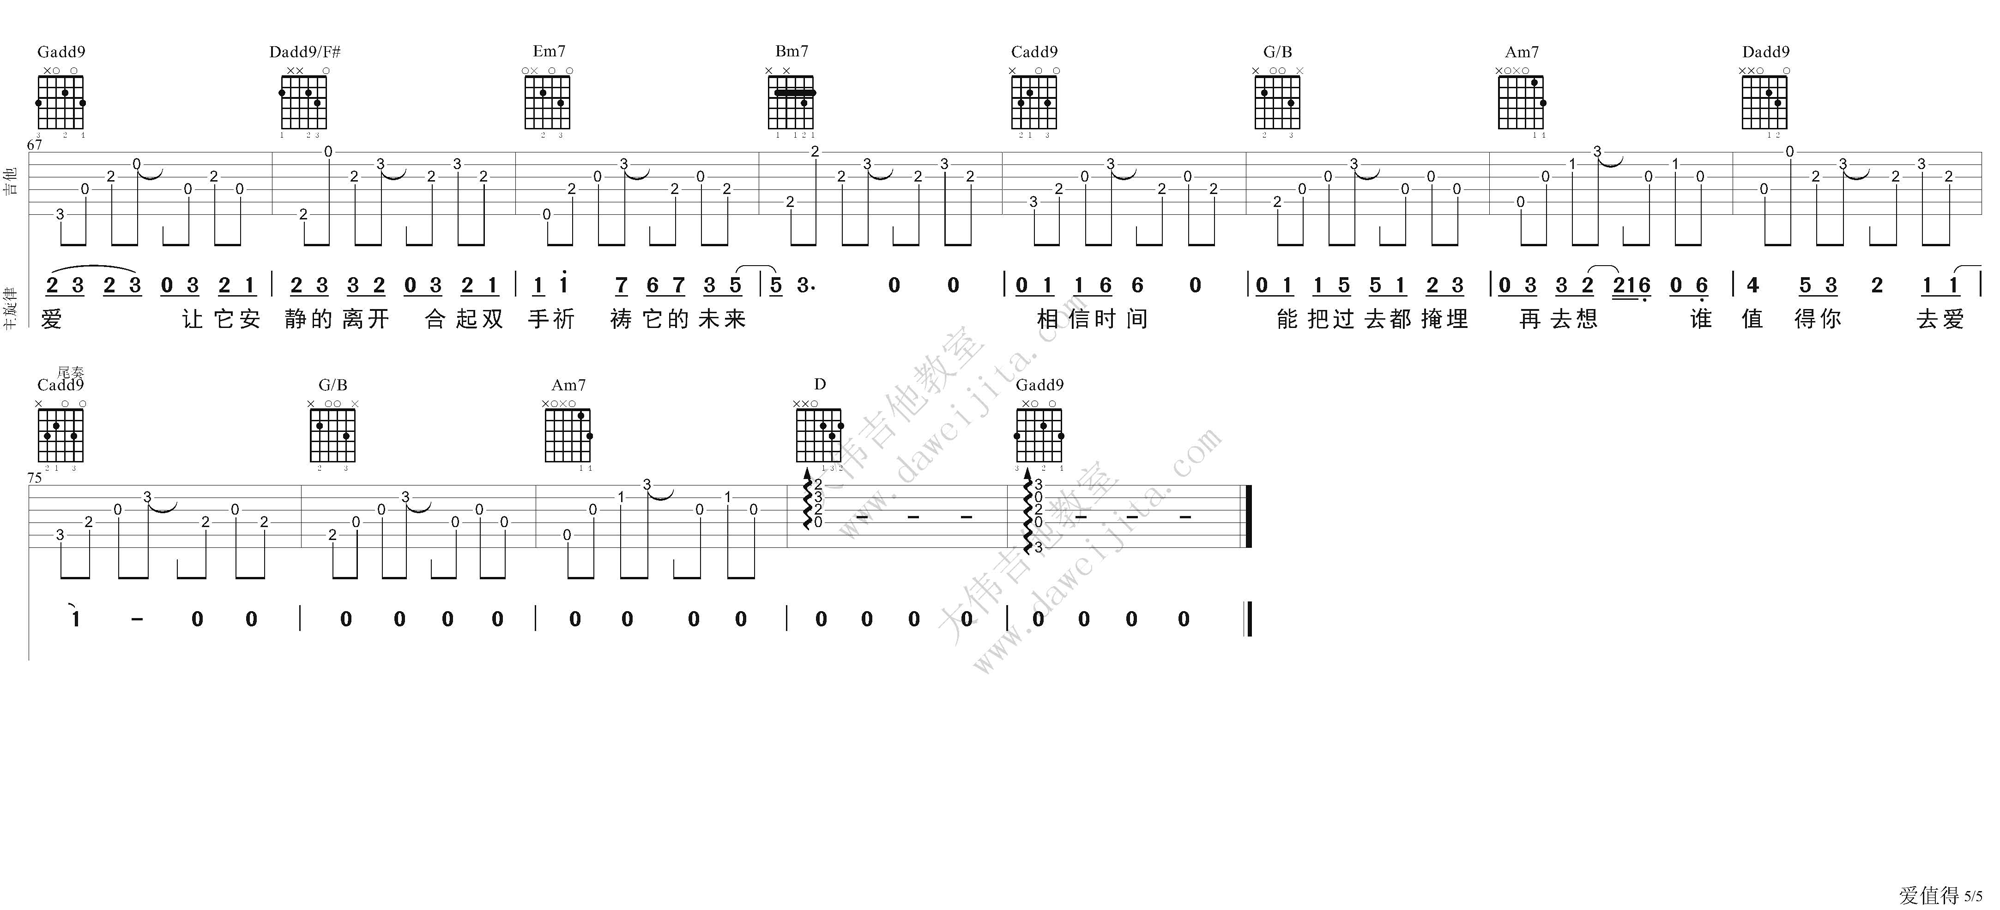 Gadd9 Dadd9/F# Em7 Bm7 Cadd9 G/B Am7 Dadd9
67
吉他
主旋律
2 3 2 3 0 3 2 1 | 2 3 3 2 0 3 2 1 | 1 1 7 6 7 3 5 | 5 3. 0 0 | 0 1 1 6 6 0 | 0 1 1 5 5 1 2 3 | 0 3 3 2 2 1 6 0 6 | 4 5 3 2 1 1 |
爱 让它安 静的离开 合起双 手祈 祷它的未来 相信时间 能把过去都掩埋 再去想 谁 值 得你 去爱
尾奏
Cadd9 G/B Am7 D Gadd9
75
1 – 0 0 | 0 0 0 0 | 0 0 0 0 | 0 0 0 0 | 0 0 0 0
大伟吉他教室
www.daweijita.com
大伟吉他教室
www.daweijita.com
爱值得 5/5